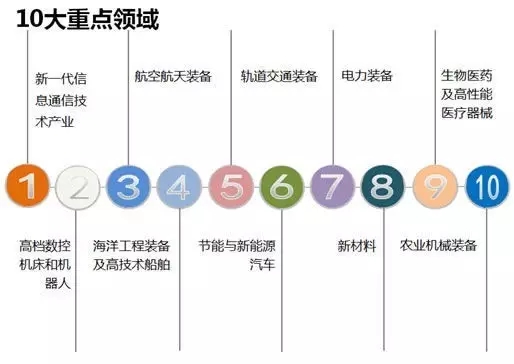 10大重点领域
新一代信
息通信技
术产业
航空航天装备
轨道交通装备
电力装备
生物医药
及高性能
医疗器械
1 2 3 4 5 6 7 8 9 10
高档数控
机床和机
器人
海洋工程装备
及高技术船舶
节能与新能源
汽车
新材料
农业机械装备